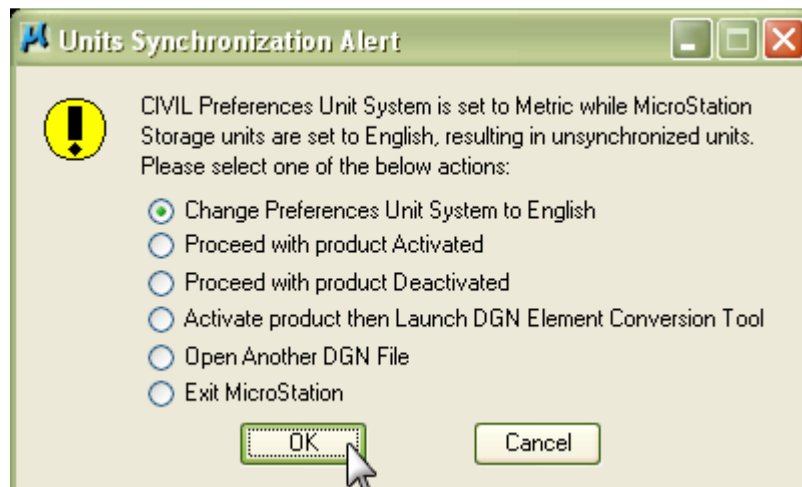 Units Synchronization Alert
CIVIL Preferences Unit System is set to Metric while MicroStation
Storage units are set to English, resulting in unsynchronized units.
Please select one of the below actions:
Change Preferences Unit System to English
Proceed with product Activated
Proceed with product Deactivated
Activate product then Launch DGN Element Conversion Tool
Open Another DGN File
Exit MicroStation
OK Cancel